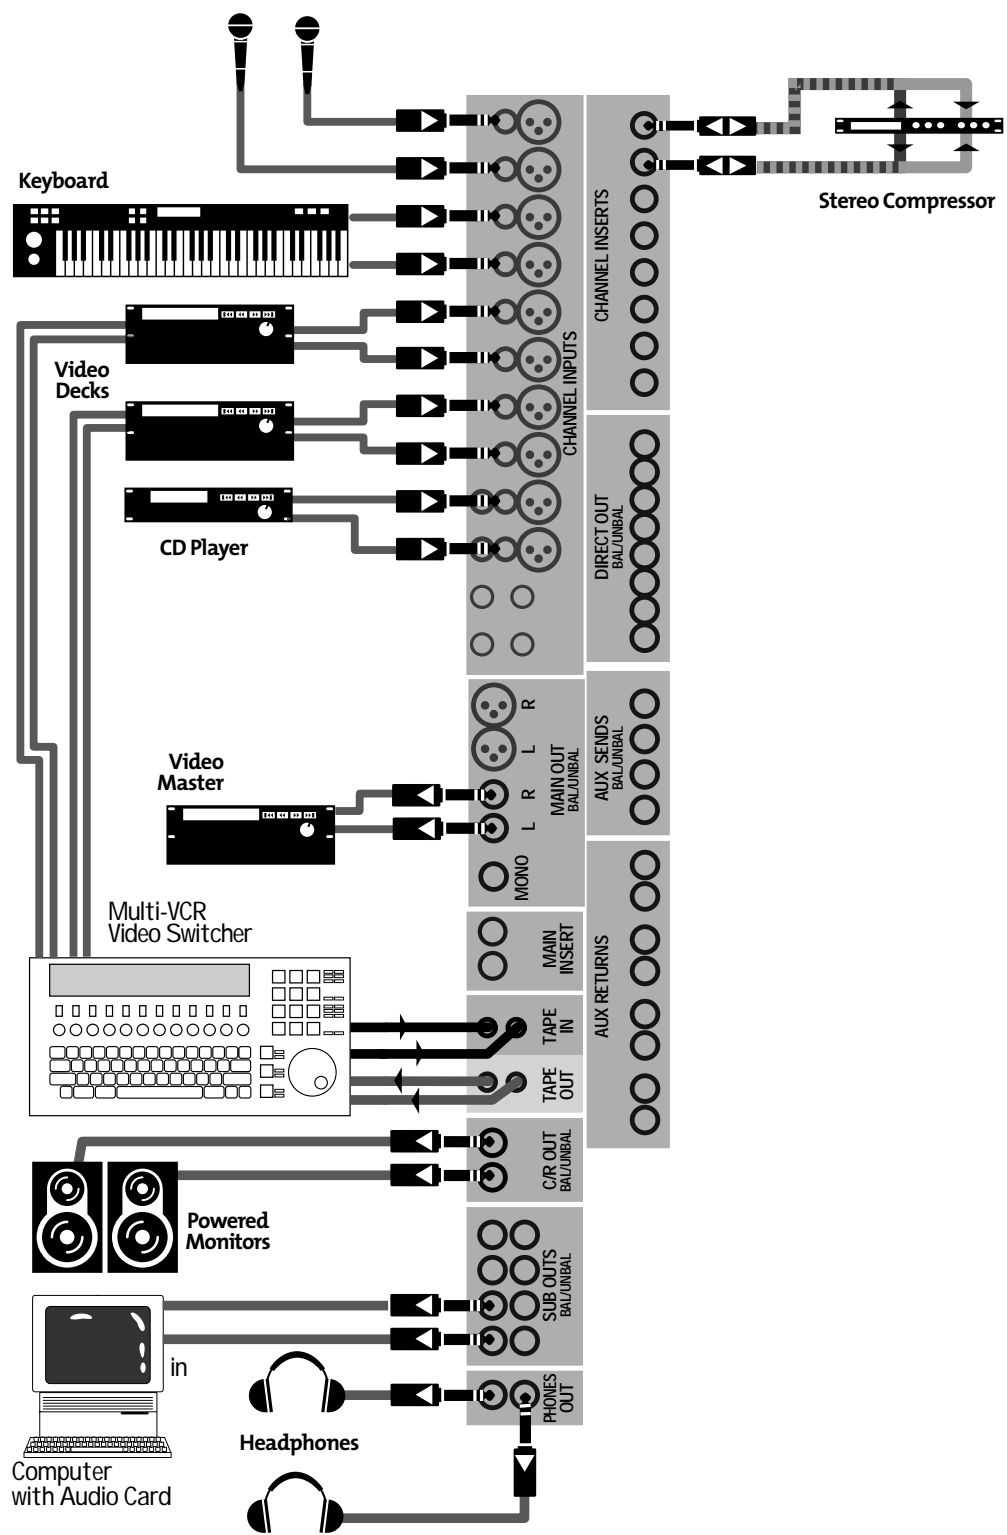 Keyboard
Stereo Compressor
CHANNEL INSERTS
CHANNEL INPUTS
Video
Decks
CD Player
DIRECT OUT
BAL/UNBAL
R
L
R
L
MONO
MAIN OUT
BAL/UNBAL
AUX SENDS
BAL/UNBAL
Video
Master
Multi-VCR
Video Switcher
MAIN
INSERT
AUX RETURNS
TAPE
IN
TAPE
OUT
C/R OUT
BAL/UNBAL
Powered
Monitors
SUB OUTS
BAL/UNBAL
in
PHONES
OUT
Headphones
Computer
with Audio Card